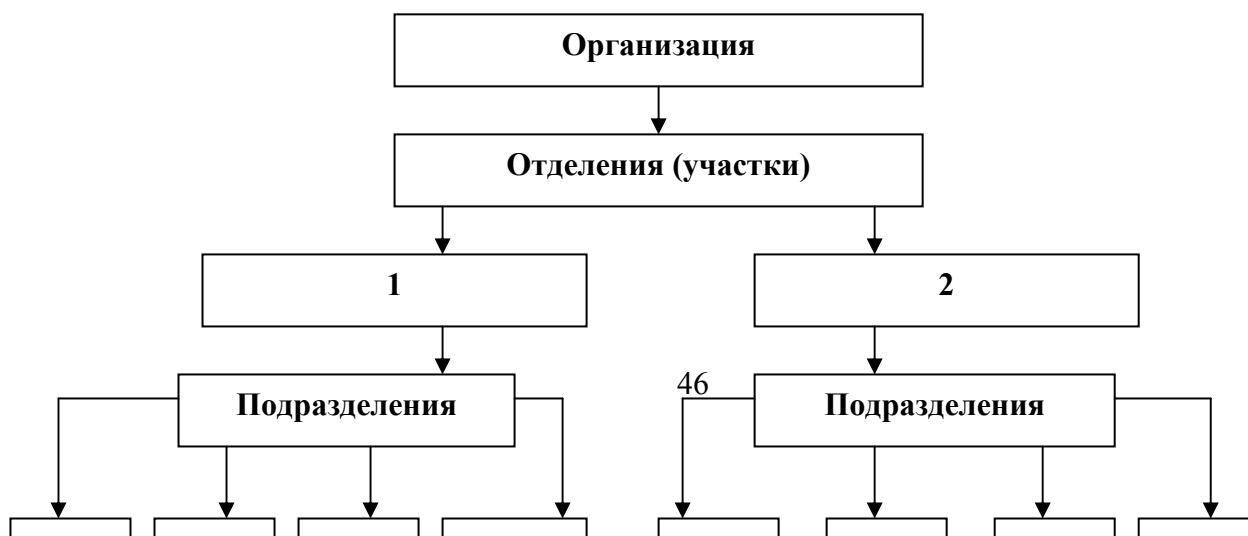 Организация
Отделения (участки)
1
2
46
Подразделения
Подразделения